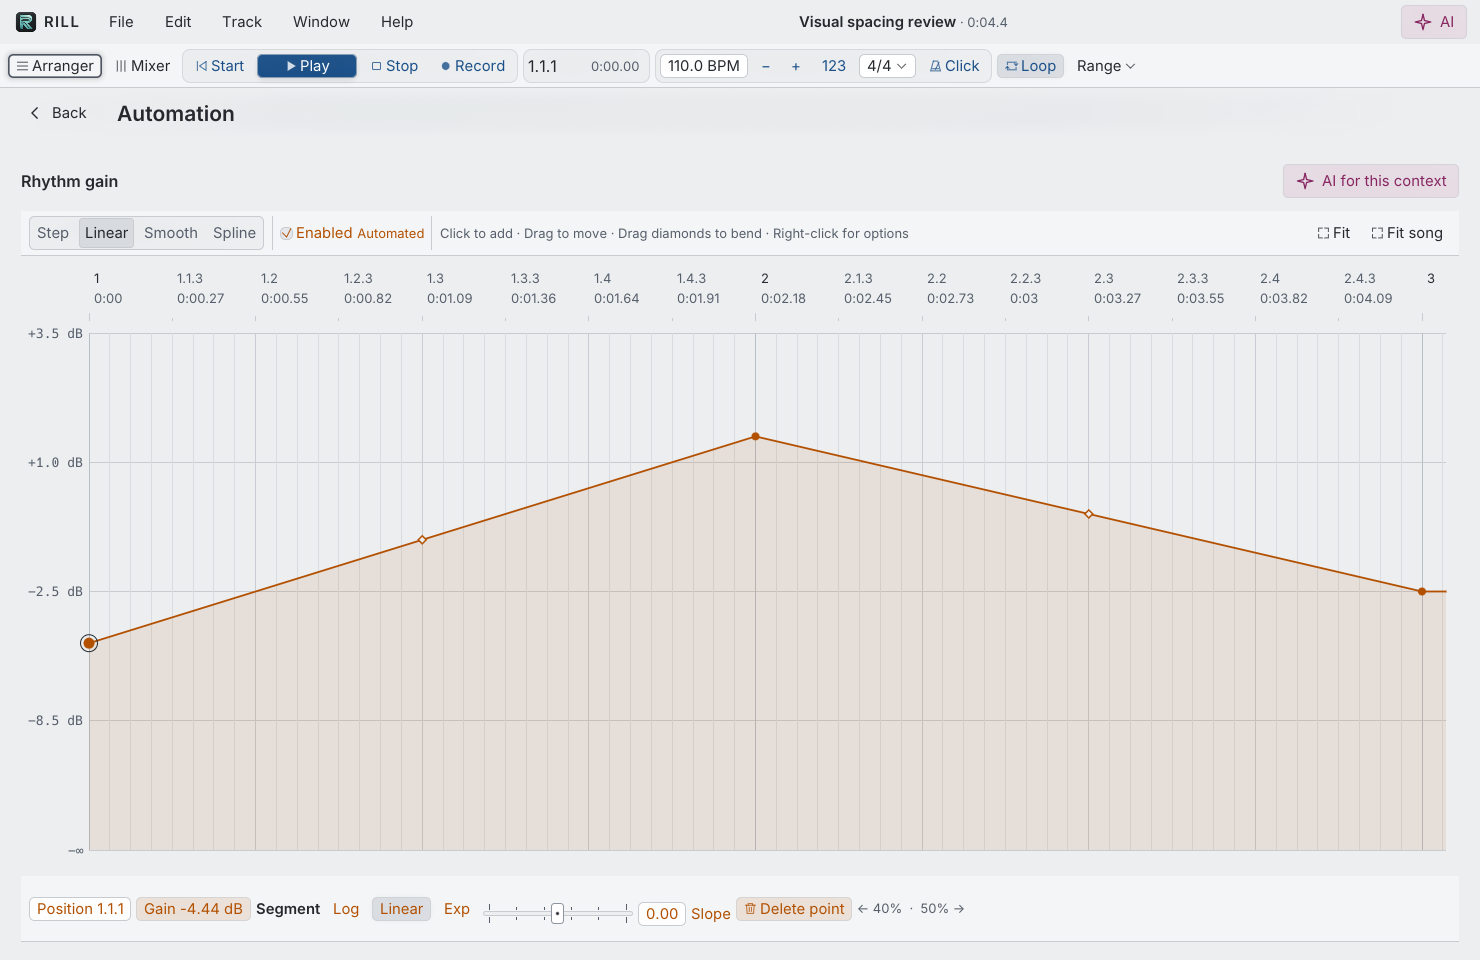 RILL File Edit Track Window Help Visual spacing review · 0:04.4 AI
Arranger Mixer Start Play Stop Record 1.1.1 0:00.00 110.0 BPM − + 123 4/4 Click Loop Range
Back Automation
Rhythm gain AI for this context
Step Linear Smooth Spline Enabled Automated Click to add · Drag to move · Drag diamonds to bend · Right-click for options Fit Fit song
1 1.1.3 1.2 1.2.3 1.3 1.3.3 1.4 1.4.3 2 2.1.3 2.2 2.2.3 2.3 2.3.3 2.4 2.4.3 3
0:00 0:00.27 0:00.55 0:00.82 0:01.09 0:01.36 0:01.64 0:01.91 0:02.18 0:02.45 0:02.73 0:03 0:03.27 0:03.55 0:03.82 0:04.09
+3.5 dB
+1.0 dB
−2.5 dB
−8.5 dB
−∞
Position 1.1.1 Gain -4.44 dB Segment Log Linear Exp 0.00 Slope Delete point ← 40% · 50% →